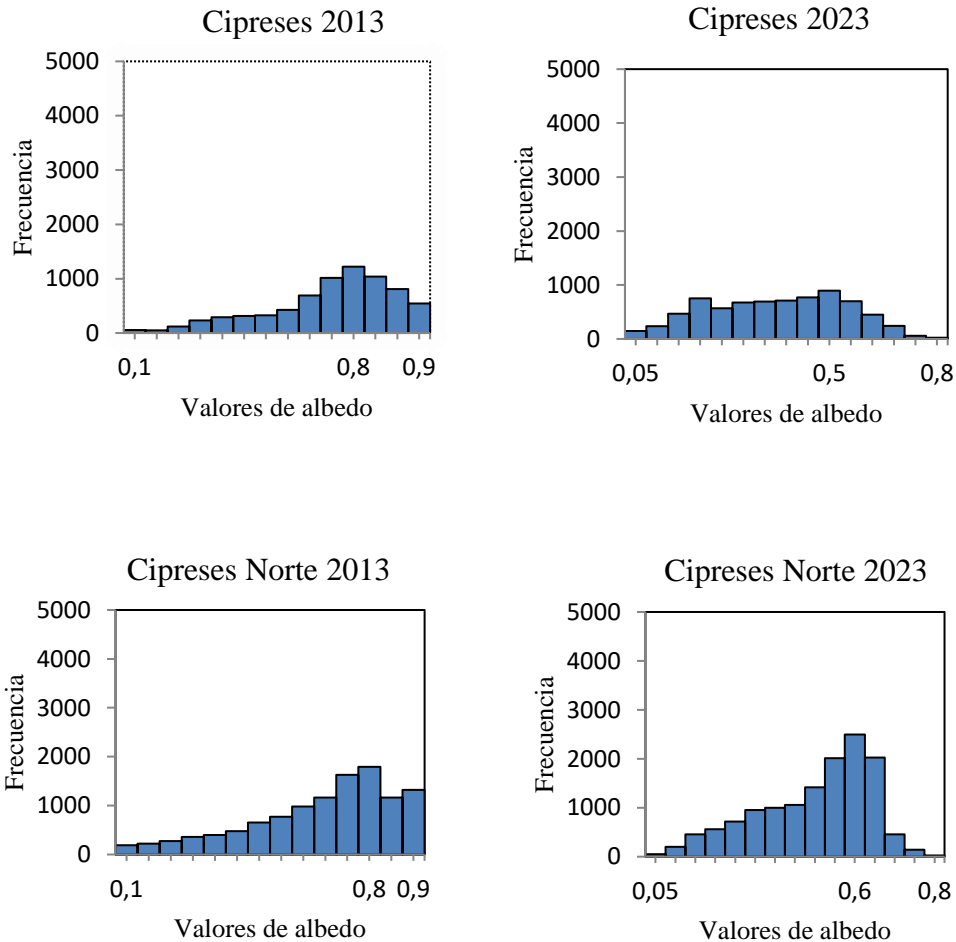 Cipreses 2013
5000
4000
3000
2000
1000
0
Frecuencia
0,1 0,8 0,9
Valores de albedo
Cipreses 2023
5000
4000
3000
2000
1000
0
Frecuencia
0,05 0,5 0,8
Valores de albedo
Cipreses Norte 2013
5000
4000
3000
2000
1000
0
Frecuencia
0,1 0,8 0,9
Valores de albedo
Cipreses Norte 2023
5000
4000
3000
2000
1000
0
Frecuencia
0,05 0,6 0,8
Valores de albedo